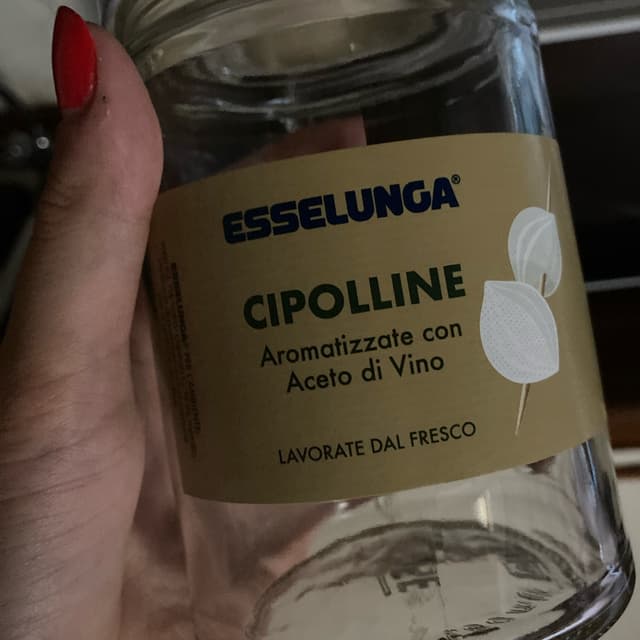 ESSELUNGA®
CIPOLLINE
Aromatizzate con
Aceto di Vino
LAVORATE DAL FRESCO